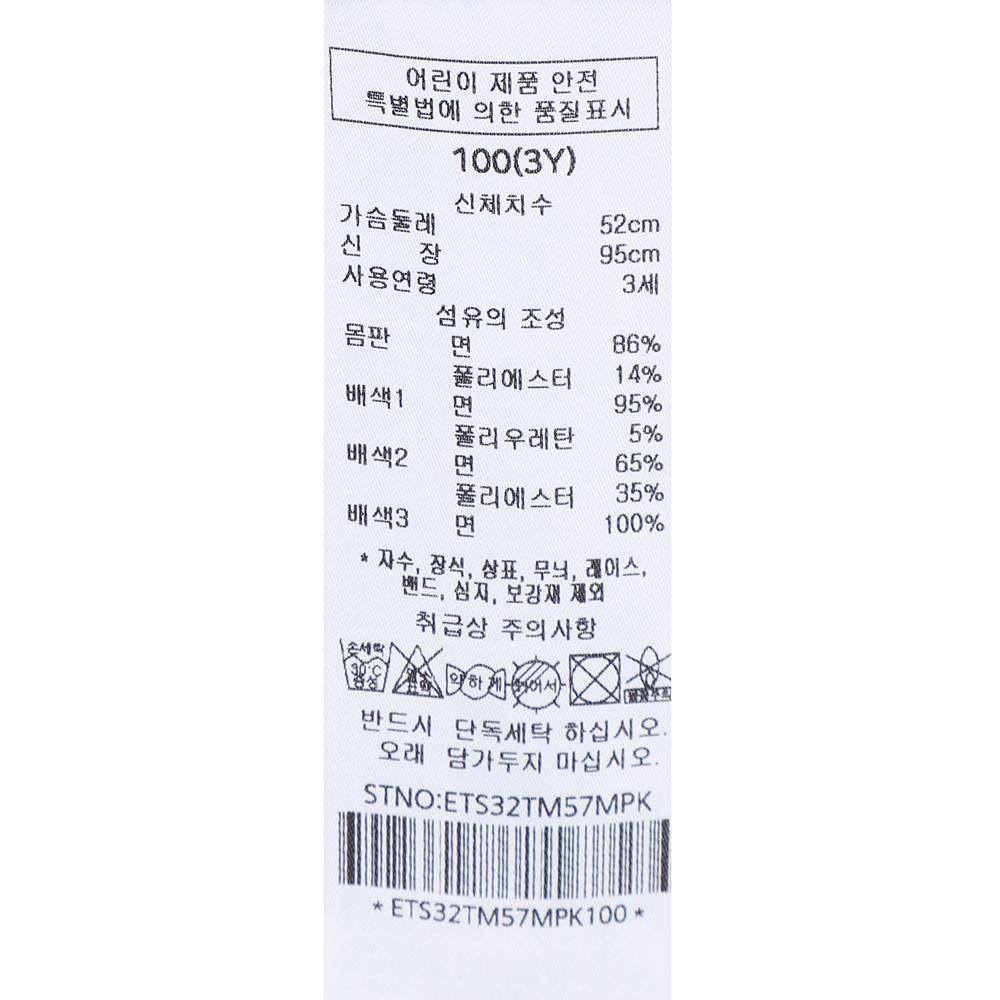 어린이 제품 안전
특별법에 의한 품질표시
100(3Y)
신체치수
가슴둘레 52cm
신 장 95cm
사용연령 3세
섬유의 조성
몸판 면 86%
폴리에스터 14%
배색1 면 95%
폴리우레탄 5%
배색2 면 65%
폴리에스터 35%
배색3 면 100%
* 자수, 장식, 상표, 무늬, 레이스,
밴드, 심지, 보강재 제외
취급상 주의사항
손세탁
30°C
중성
약하게
반드시 단독세탁 하십시오.
오래 담가두지 마십시오.
STNO:ETS32TM57MPK
* ETS32TM57MPK100 *